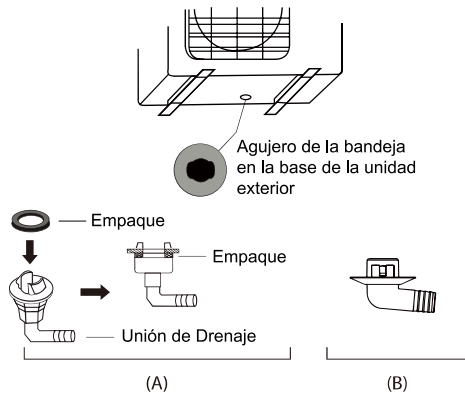 Agujero de la bandeja
en la base de la unidad
exterior
Empaque
Empaque
Unión de Drenaje
(A)
(B)